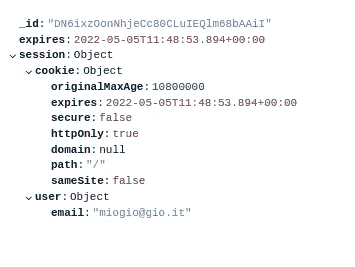 _id: "DN6ixzOonNhjeCc80CLuIEQlm68bAAiI"
expires: 2022-05-05T11:48:53.894+00:00
session: Object
cookie: Object
originalMaxAge: 10800000
expires: 2022-05-05T11:48:53.894+00:00
secure: false
httpOnly: true
domain: null
path: "/"
sameSite: false
user: Object
email: "miogio@gio.it"